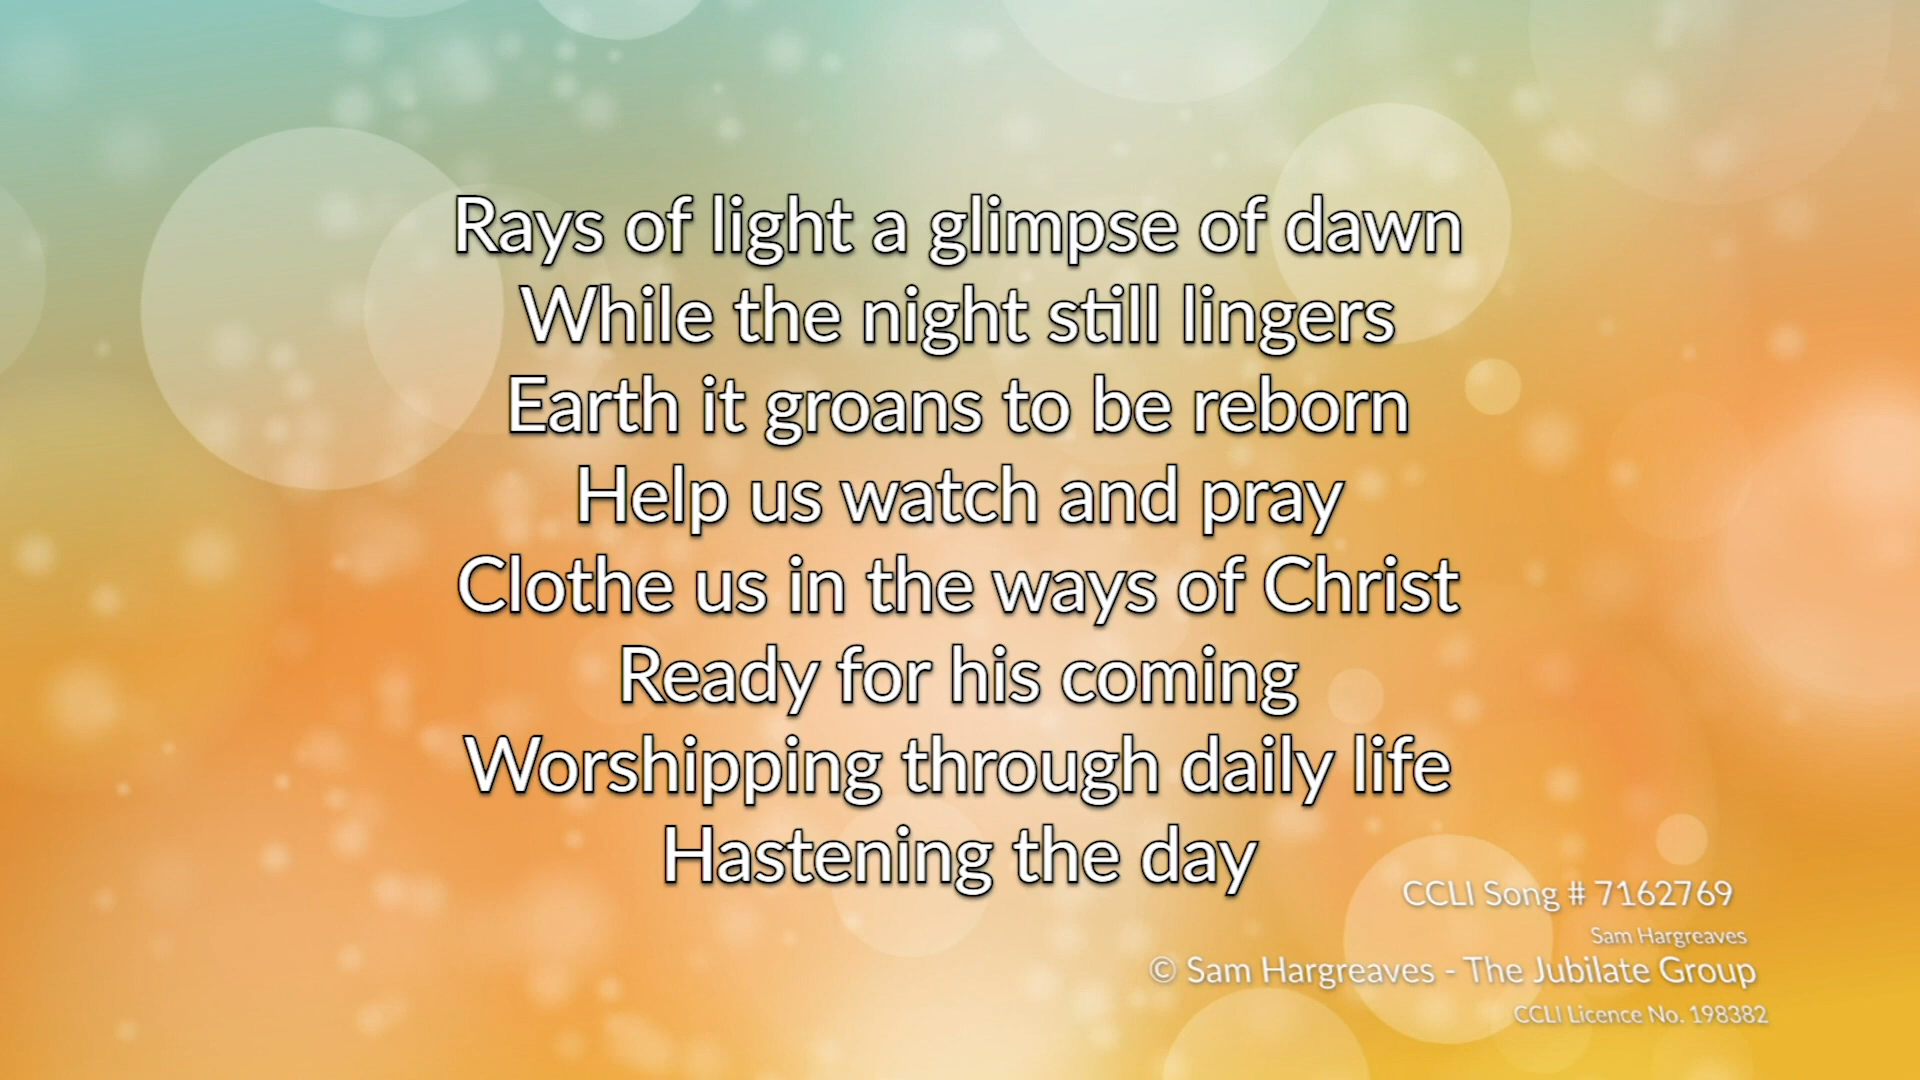 Rays of light a glimpse of dawn
While the night still lingers
Earth it groans to be reborn
Help us watch and pray
Clothe us in the ways of Christ
Ready for his coming
Worshipping through daily life
Hastening the day
CCLI Song # 7162769
Sam Hargreaves
© Sam Hargreaves - The Jubilate Group
CCLI Licence No. 198382